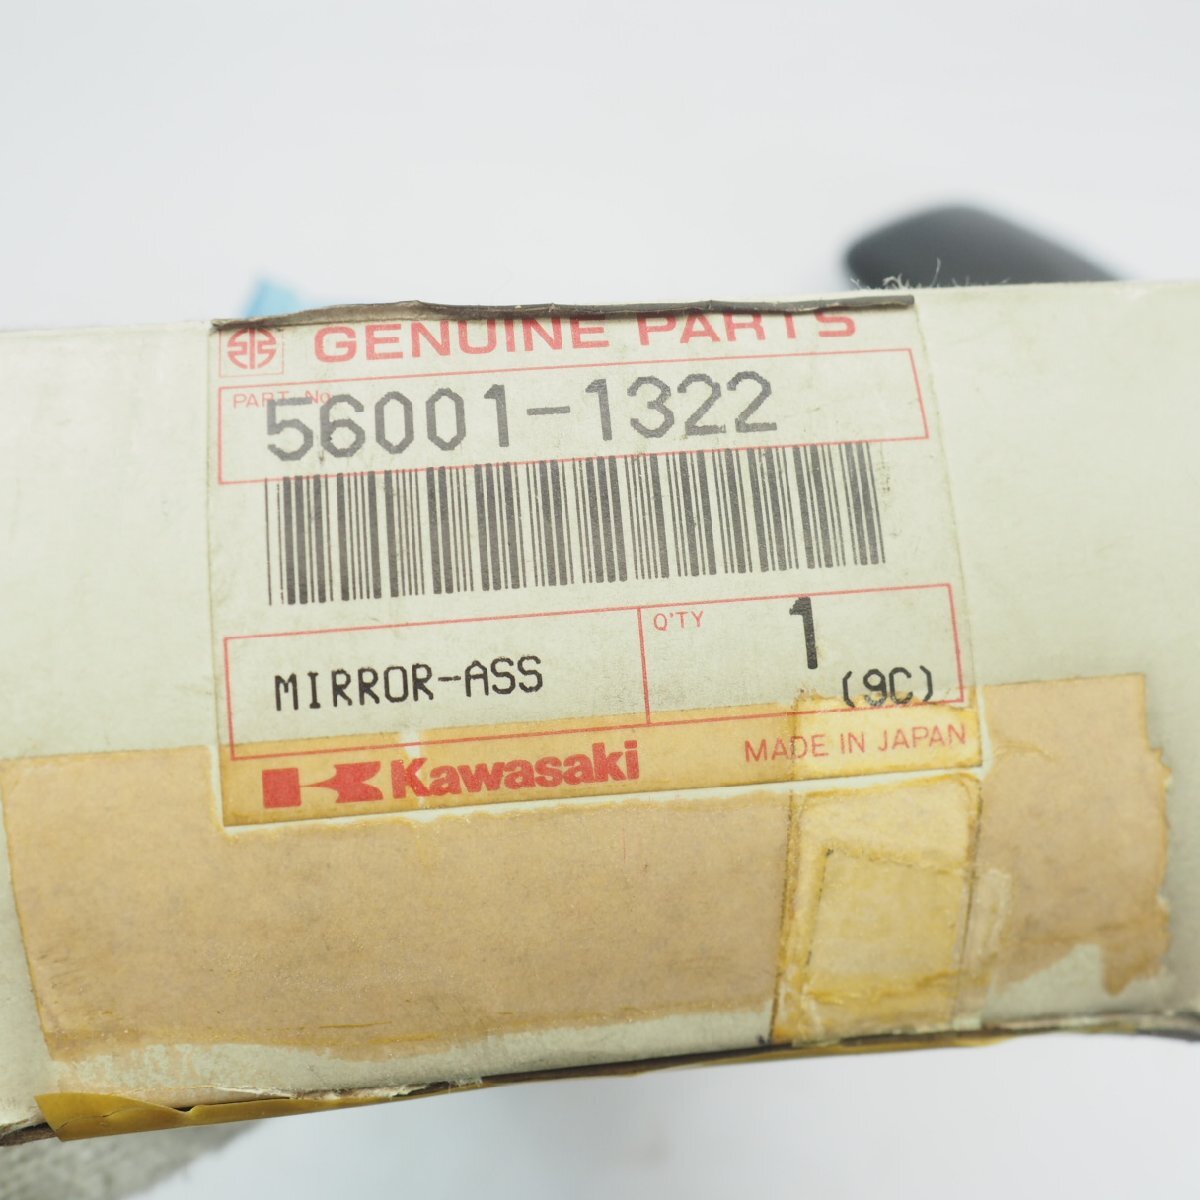 GENUINE PARTS
PART No.
56001-1322
MIRROR-ASS
Q'TY
1
(9C)
Kawasaki
MADE IN JAPAN